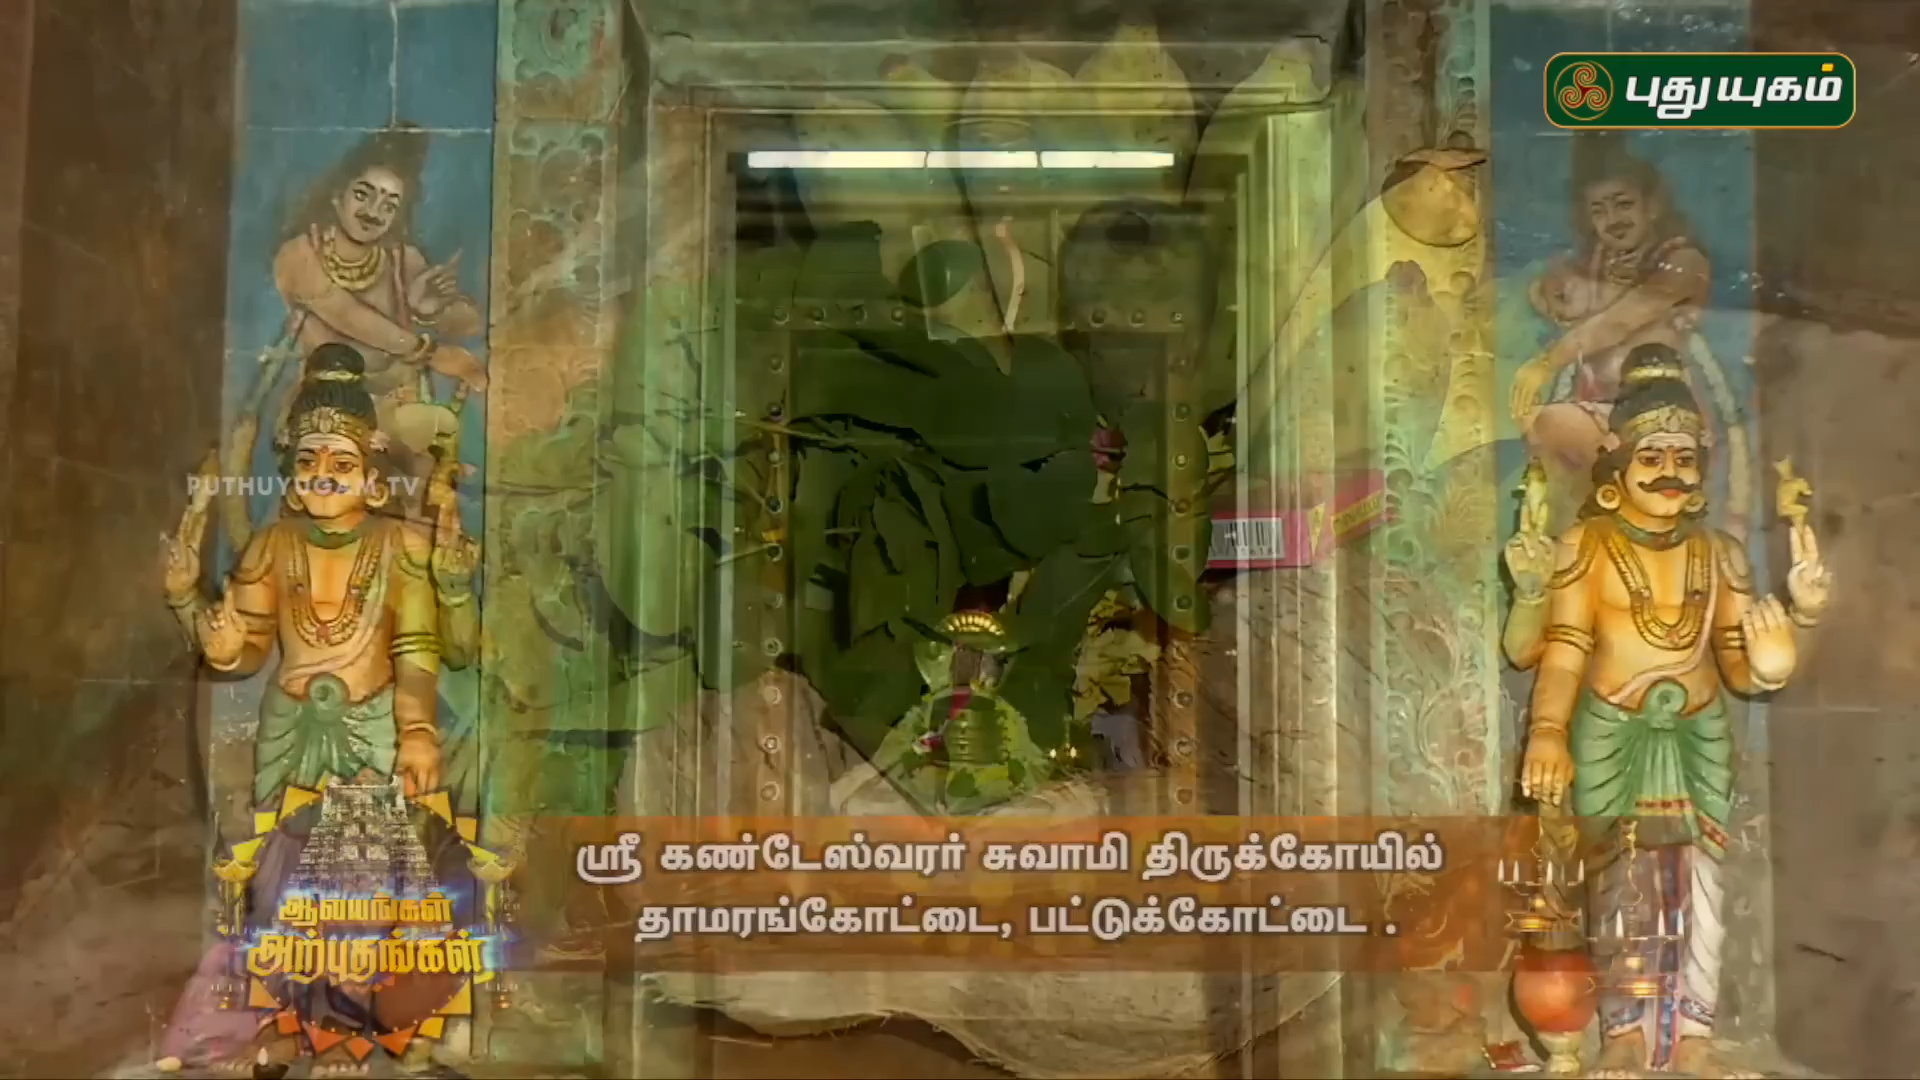 புதுயுகம்
PUTHUYUGAM TV
ஸ்ரீ கண்டேஸ்வரர் சுவாமி திருக்கோயில்
தாமரங்கோட்டை, பட்டுக்கோட்டை .
ஆலயங்கள்
அற்புதங்கள்